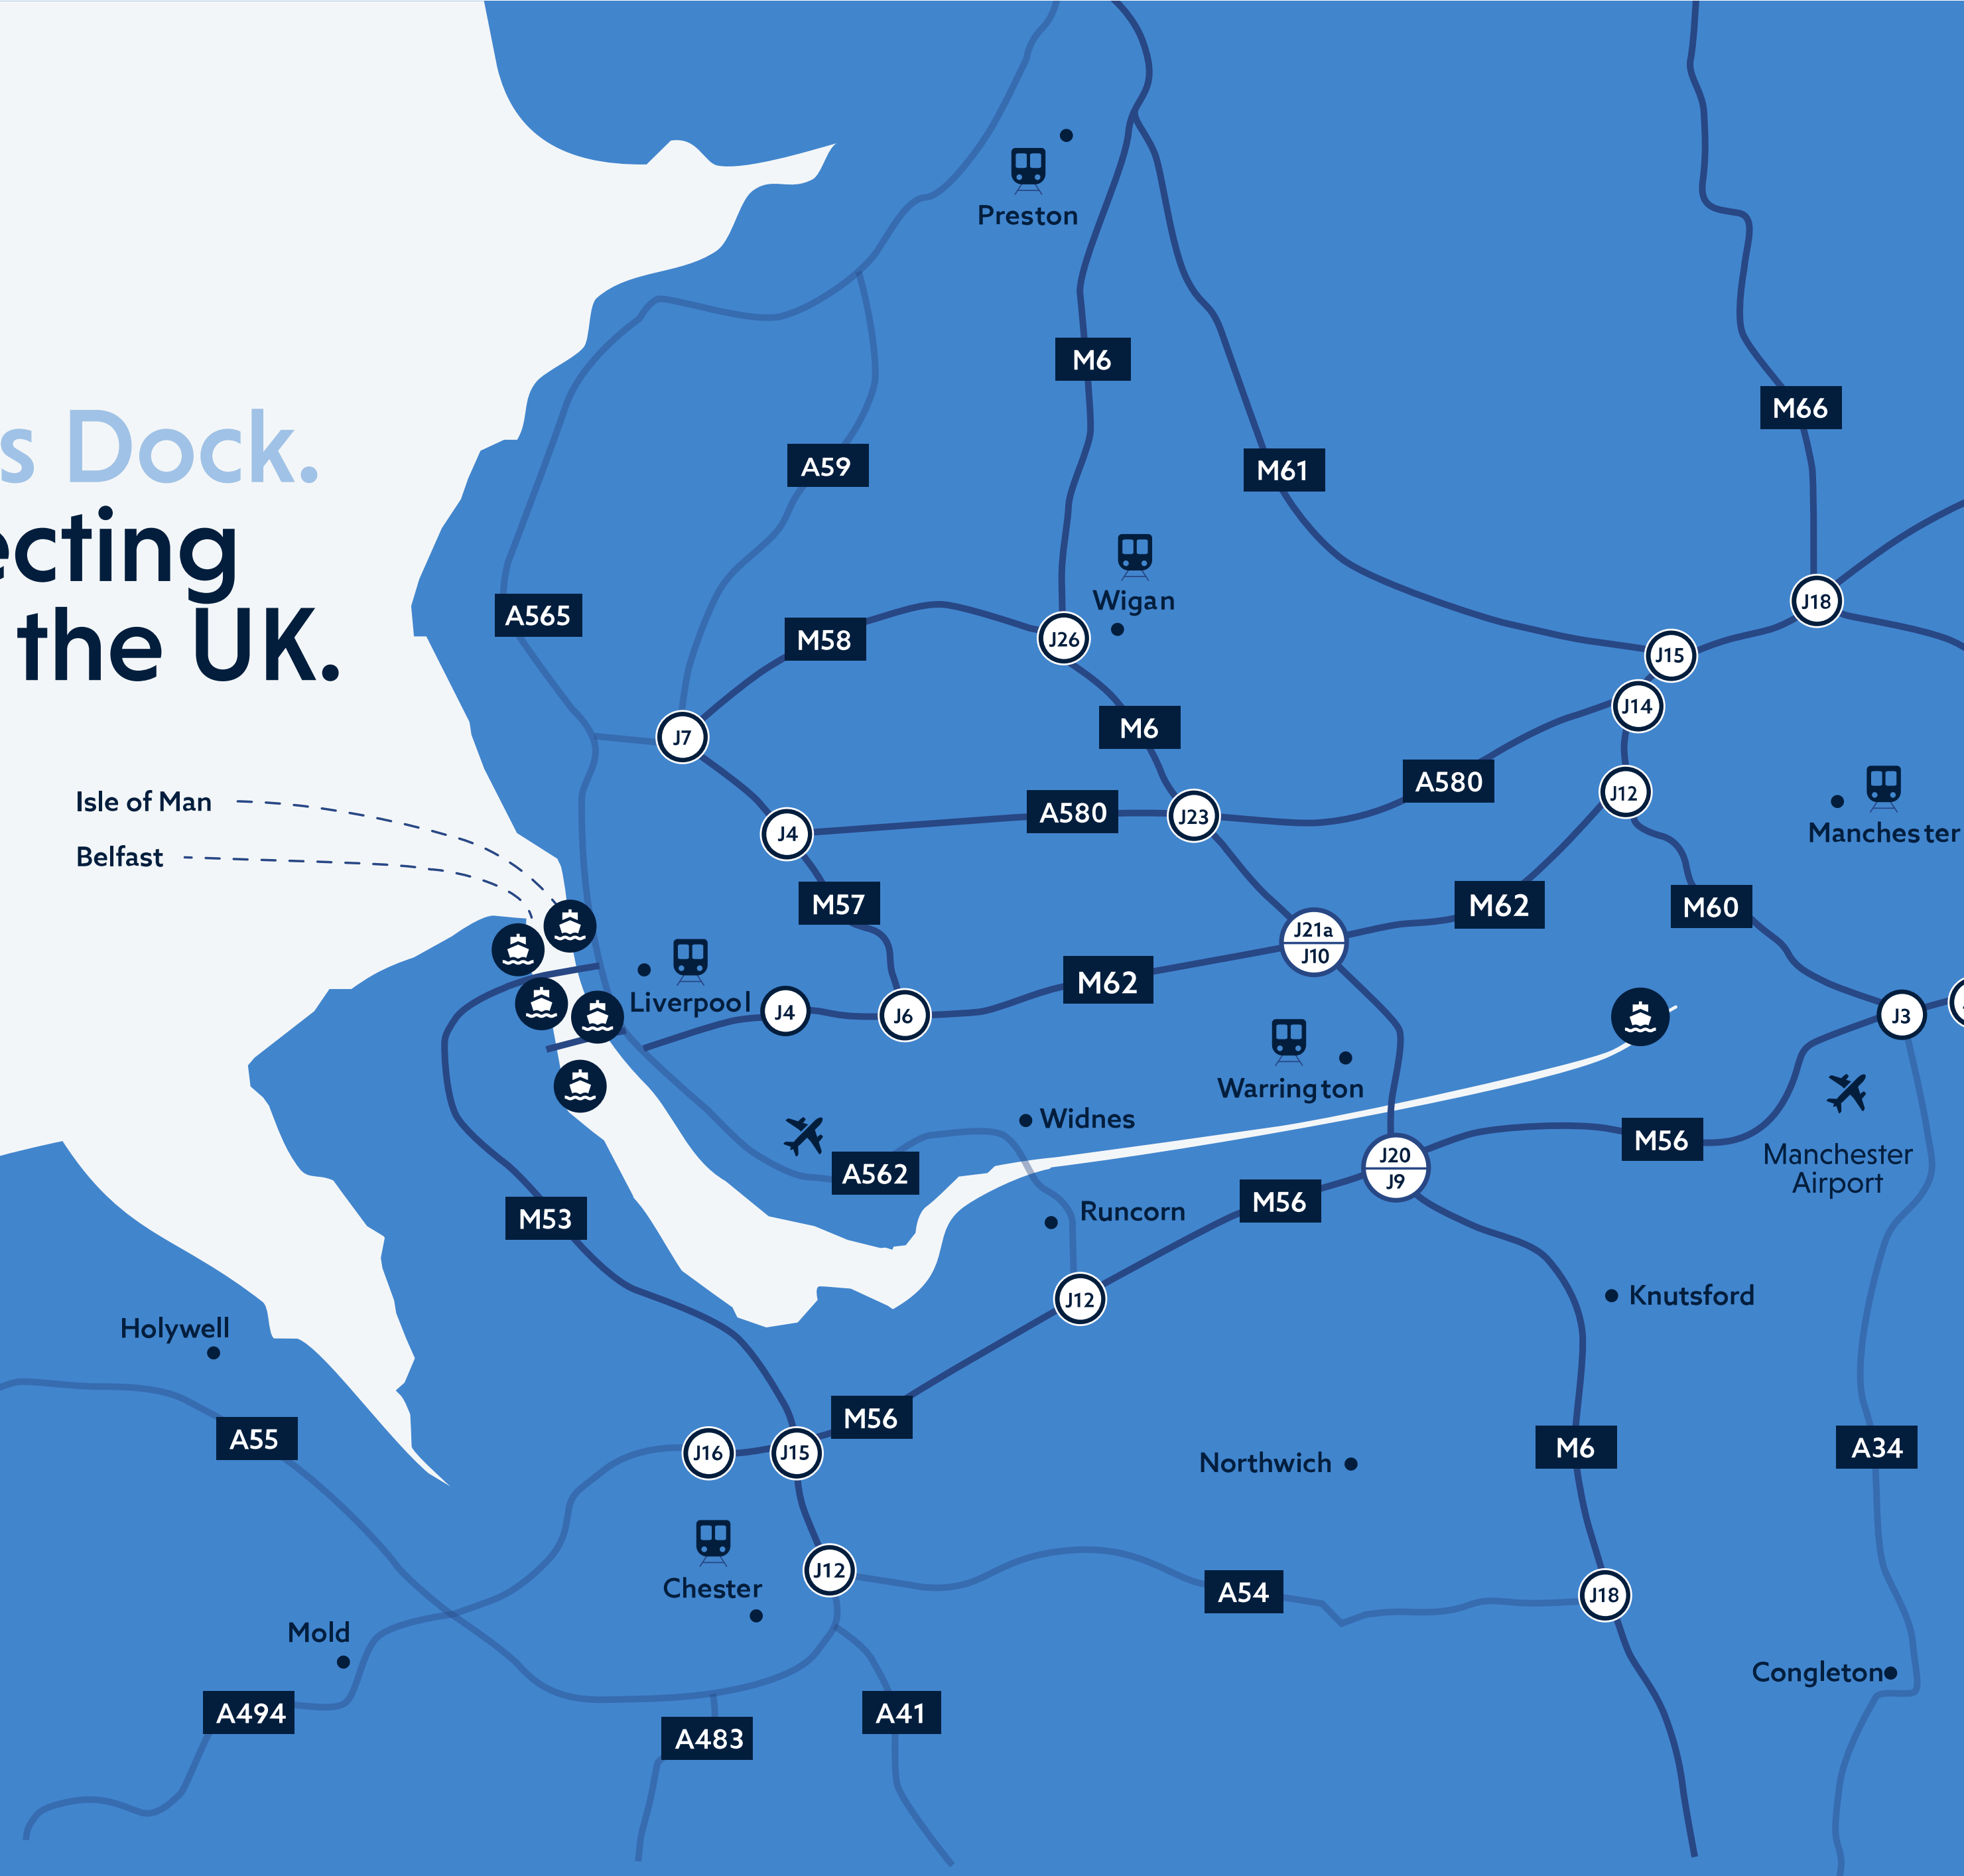 s Dock.
ecting
the UK.
Isle of Man
Belfast
Preston
M6
M66
A59
M61
Wigan
A565
M58
J26
J18
J15
J14
J7
M6
A580
J12
A580
J23
J4
Manchester
M57
M62
M60
J21a
J10
M62
Liverpool
J4
J6
J3
Warrington
Widnes
M56
Manchester
Airport
A562
J20
J9
M56
Runcorn
M53
J12
Knutsford
Holywell
A55
M56
J16
J15
Northwich
M6
A34
Chester
J12
A54
J18
Mold
Congleton
A494
A483
A41